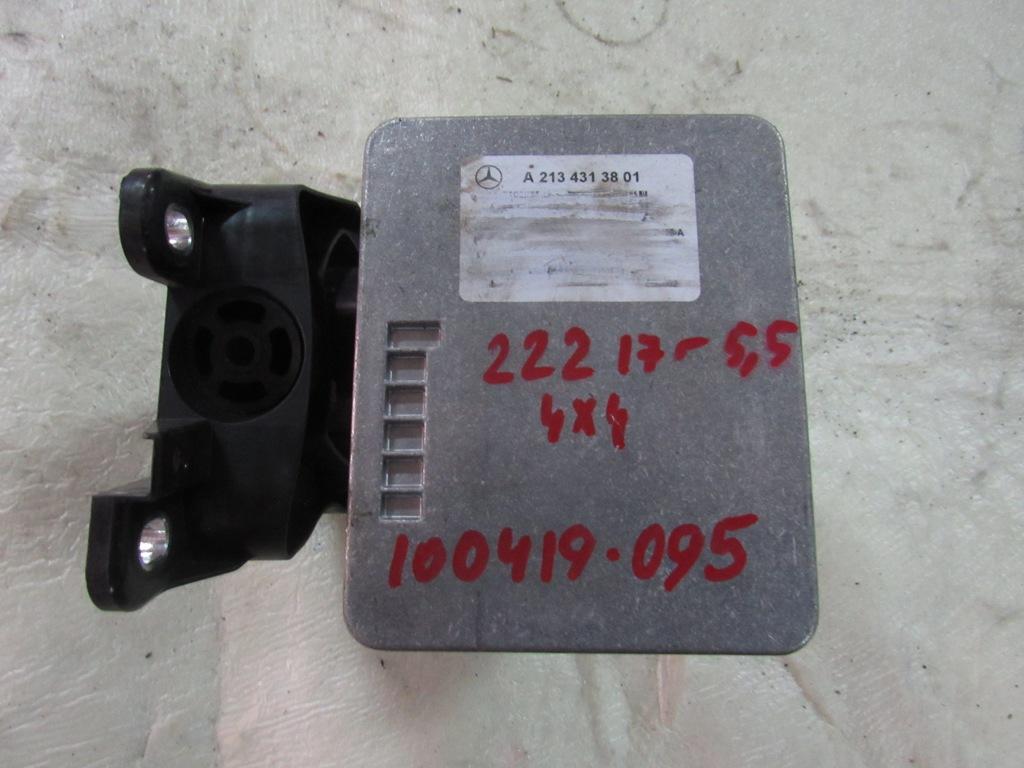 A 213 431 38 01
A
222 17- 5,5
4x4
100419.095